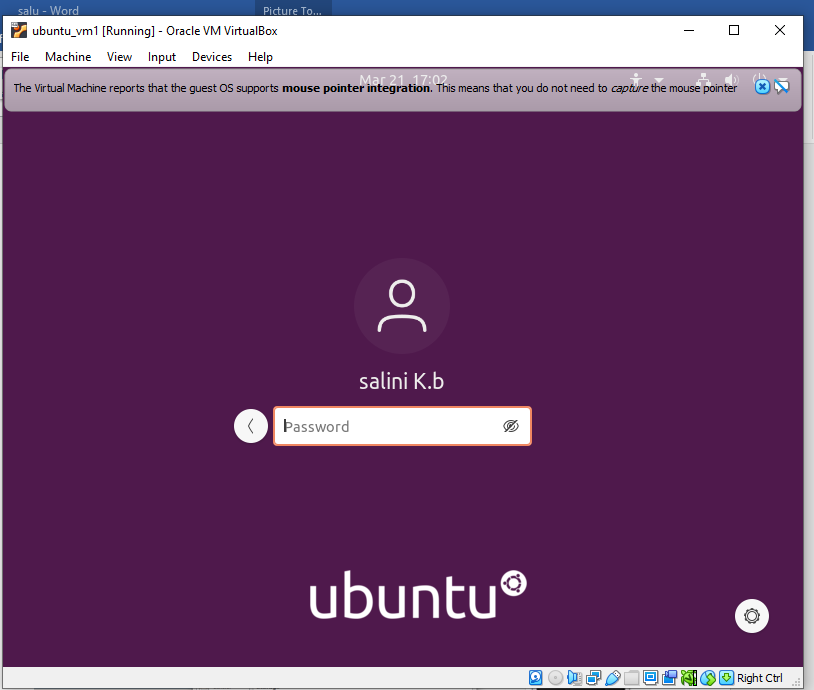 salu - Word
Picture To...
ubuntu_vm1 [Running] - Oracle VM VirtualBox
File Machine View Input Devices Help
Mar 21 17:02
The Virtual Machine reports that the guest OS supports mouse pointer integration. This means that you do not need to capture the mouse pointer
salini K.b
Password
ubuntu
Right Ctrl